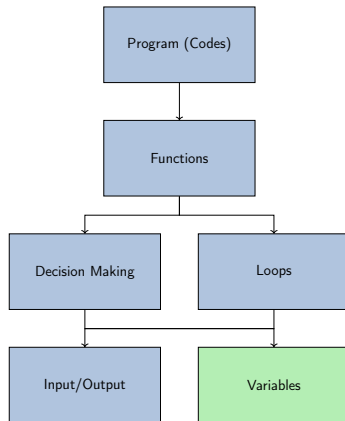 Program (Codes)
Functions
Decision Making
Loops
Input/Output
Variables